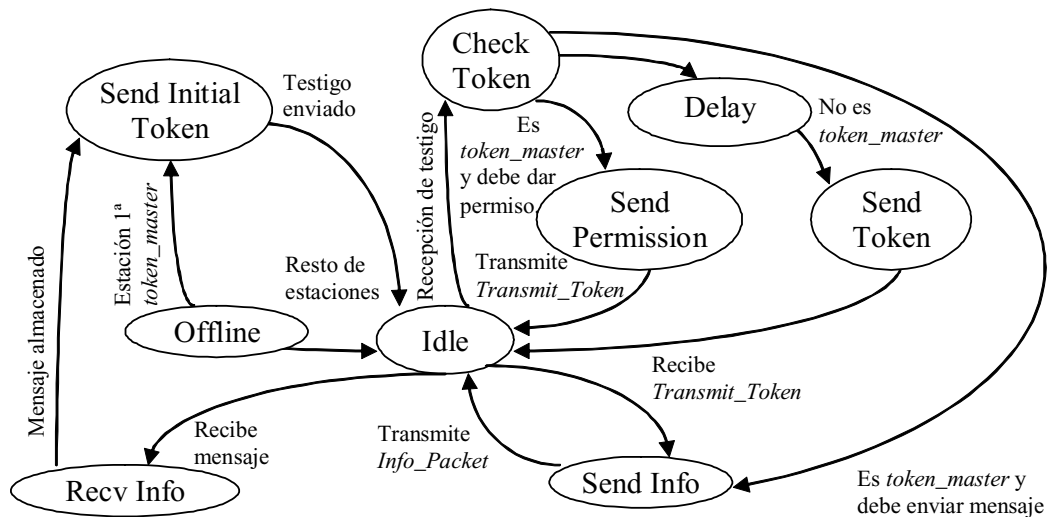 Check
Token
Send Initial
Token
Testigo
enviado
Delay
No es
token_master
Es
token_master
y debe dar
permiso.
Recepción de testigo
Send
Permission
Send
Token
Estación 1ª
token_master
Mensaje almacenado
Resto de
estaciones
Transmite
Transmit_Token
Offline
Idle
Recibe
Transmit_Token
Recibe
mensaje
Transmite
Info_Packet
Recv Info
Send Info
Es token_master y
debe enviar mensaje